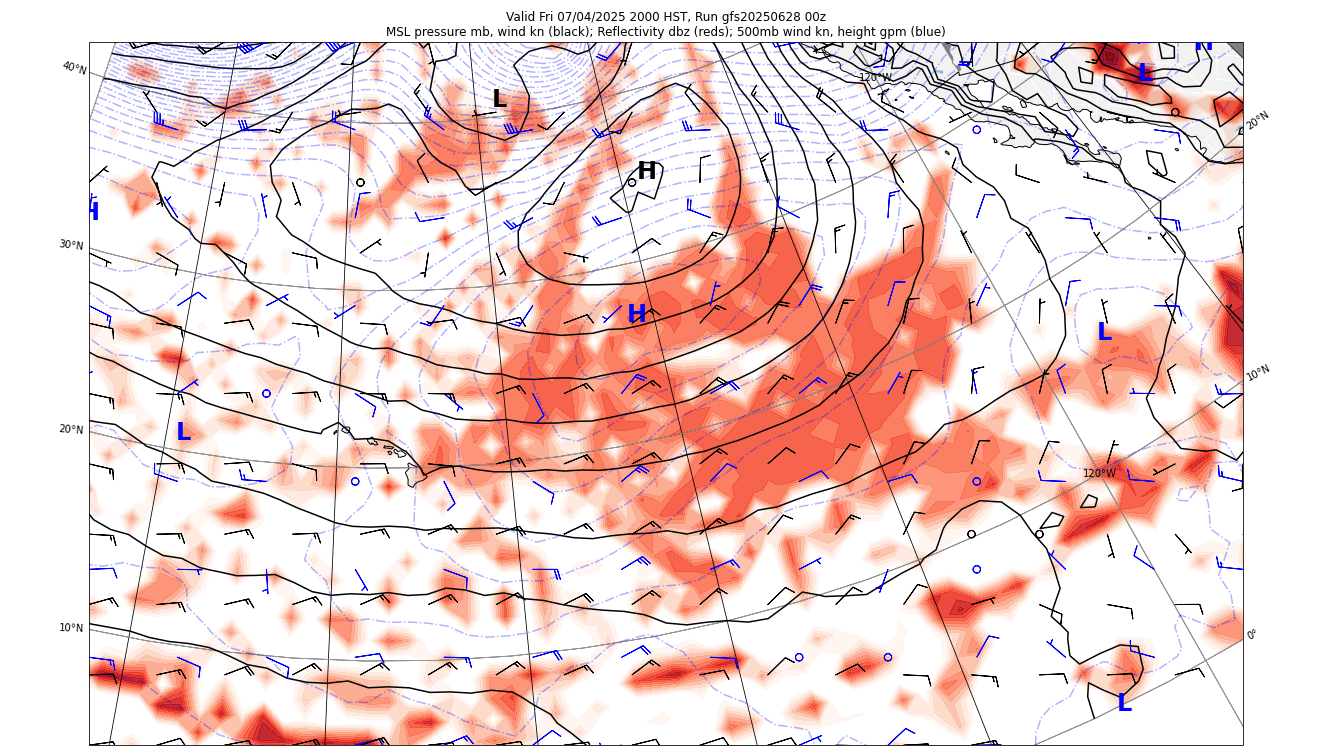 Valid Fri 07/04/2025 2000 HST, Run gfs20250628 00z
MSL pressure mb, wind kn (black); Reflectivity dbz (reds); 500mb wind kn, height gpm (blue)
H
40°N
L
120°W
L
20°N
H
H
30°N
H
L
10°N
20°N
L
120°W
10°N
0°
L